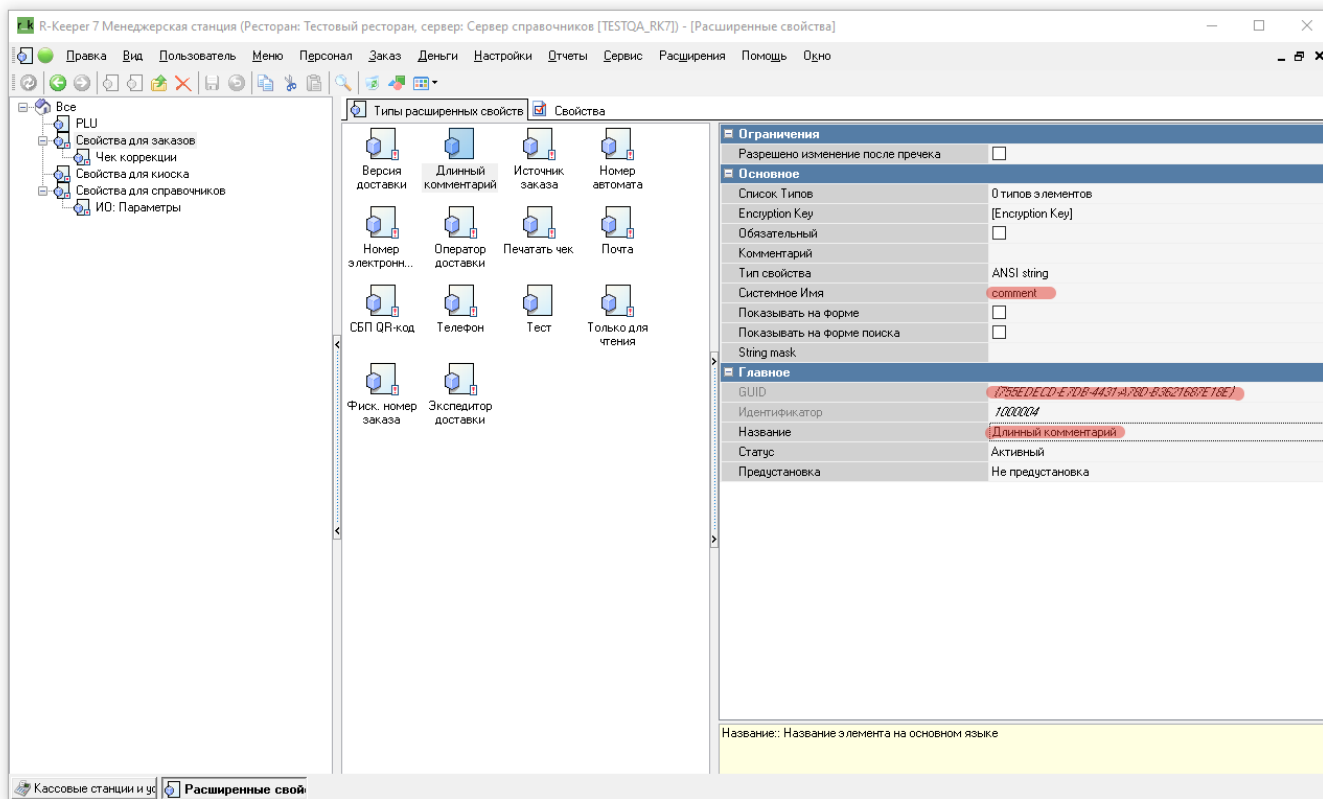 R-Keeper 7 Менеджерская станция (Ресторан: Тестовый ресторан, сервер: Сервер справочников [TESTQA_RK7]) - [Расширенные свойства]
Правка Вид Пользователь Меню Персонал Заказ Деньги Настройки Отчеты Сервис Расширения Помощь Окно
Все
PLU
Свойства для заказов
Чек коррекции
Свойства для киоска
Свойства для справочников
ИО: Параметры
Типы расширенных свойств Свойства
Версия доставки
Длинный комментарий
Источник заказа
Номер автомата
Номер электронн...
Оператор доставки
Печатать чек
Почта
СБП QR-код
Телефон
Тест
Только для чтения
Фиск. номер заказа
Экспедитор доставки
Ограничения
Разрешено изменение после пречека
Основное
Список Типов 0 типов элементов
Encryption Key [Encryption Key]
Обязательный
Комментарий
Тип свойства ANSI string
Системное Имя comment
Показывать на форме
Показывать на форме поиска
String mask
Главное
GUID {755EDECD-E7DB-4431-A78D-B3621687E18E}
Идентификатор 1000004
Название Длинный комментарий
Статус Активный
Предустановка Не предустановка
Название:: Название элемента на основном языке
Кассовые станции и ус Расширенные свой